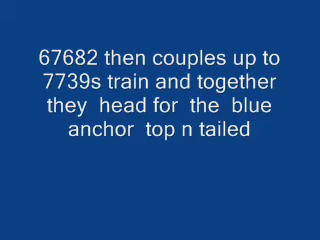 67682 then couples up to
7739s train and together
they head for the blue
anchor top n tailed